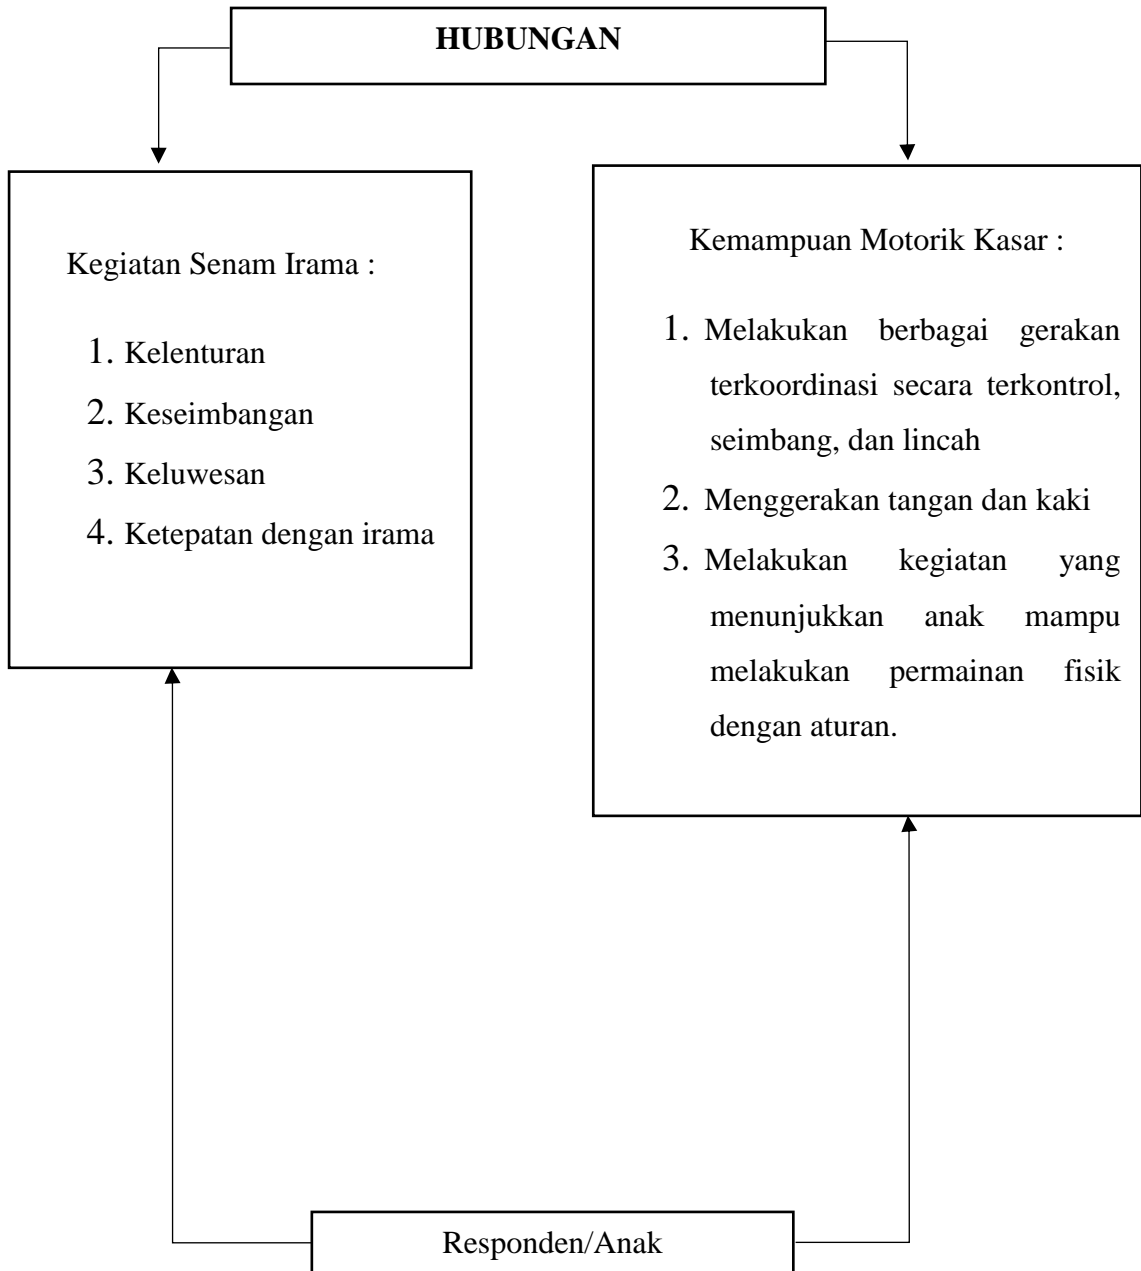 HUBUNGAN
Kegiatan Senam Irama :
1. Kelenturan
2. Keseimbangan
3. Keluwesan
4. Ketepatan dengan irama
Kemampuan Motorik Kasar :
1. Melakukan berbagai gerakan
terkoordinasi secara terkontrol,
seimbang, dan lincah
2. Menggerakan tangan dan kaki
3. Melakukan kegiatan yang
menunjukkan anak mampu
melakukan permainan fisik
dengan aturan.
Responden/Anak